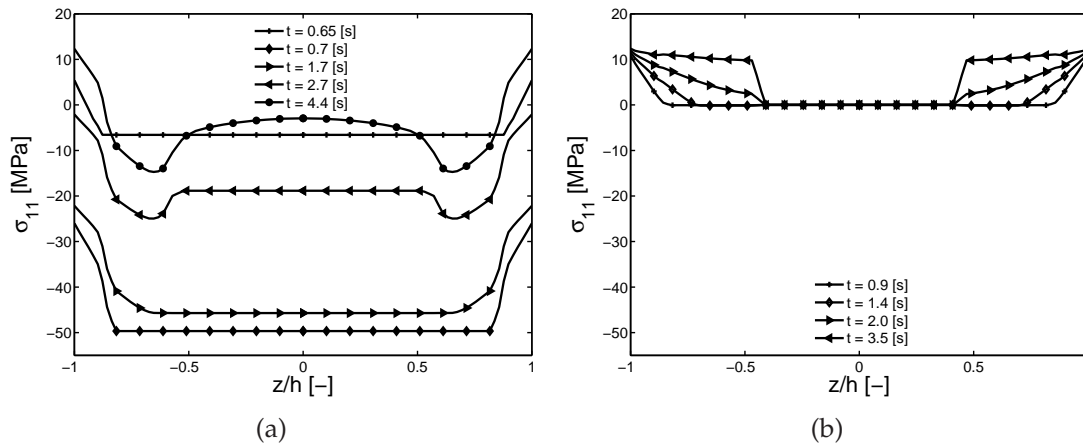 20
10
0
−10
−20
−30
−40
−50
σ11 [MPa]
−1
−0.5
0
0.5
1
z/h [−]
t = 0.65 [s]
t = 0.7 [s]
t = 1.7 [s]
t = 2.7 [s]
t = 4.4 [s]
(a)
20
10
0
−10
−20
−30
−40
−50
σ11 [MPa]
−1
−0.5
0
0.5
1
z/h [−]
t = 0.9 [s]
t = 1.4 [s]
t = 2.0 [s]
t = 3.5 [s]
(b)